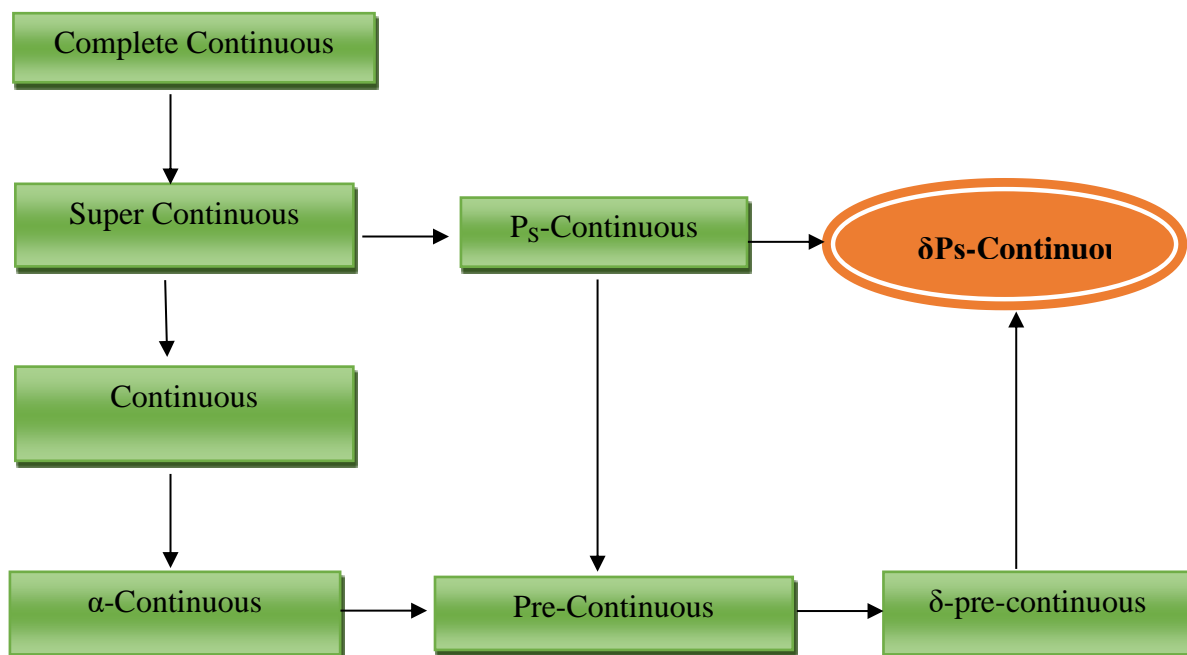 Complete Continuous
Super Continuous
PS-Continuous
δPs-Continuou
Continuous
α-Continuous
Pre-Continuous
δ-pre-continuous